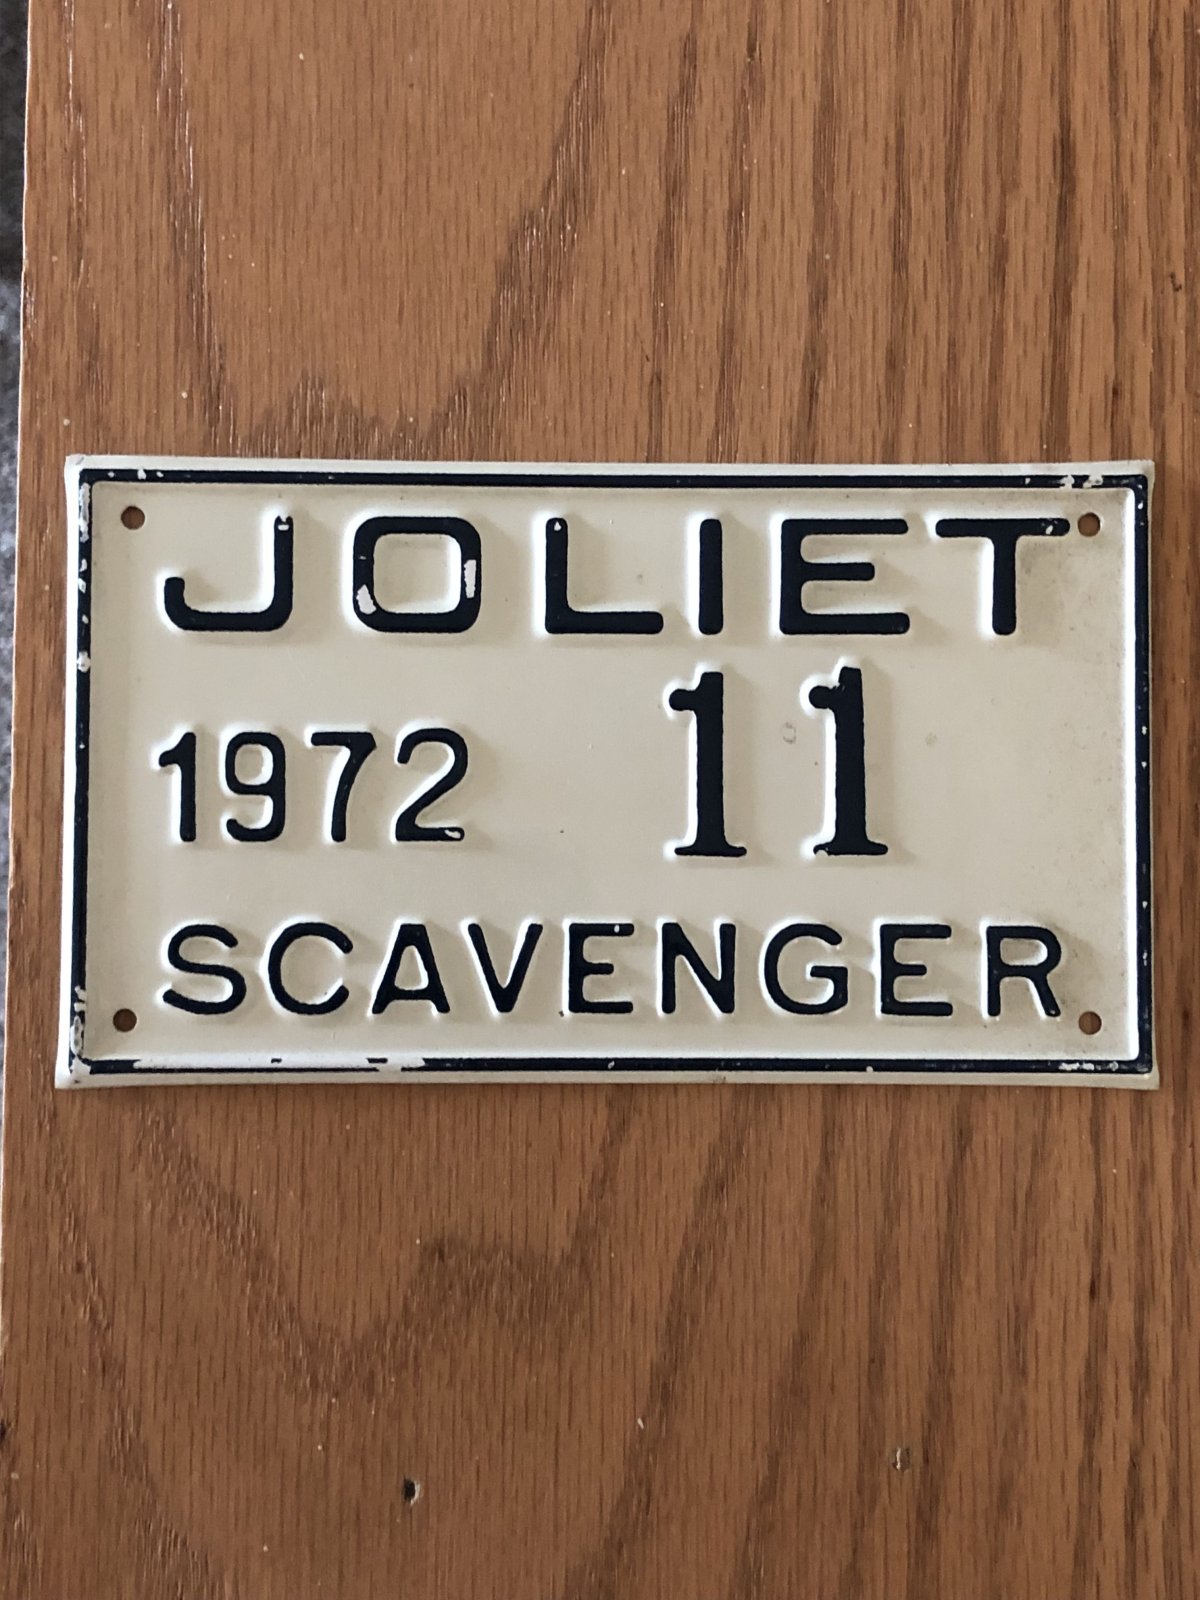 JOLIET
1972 11
SCAVENGER